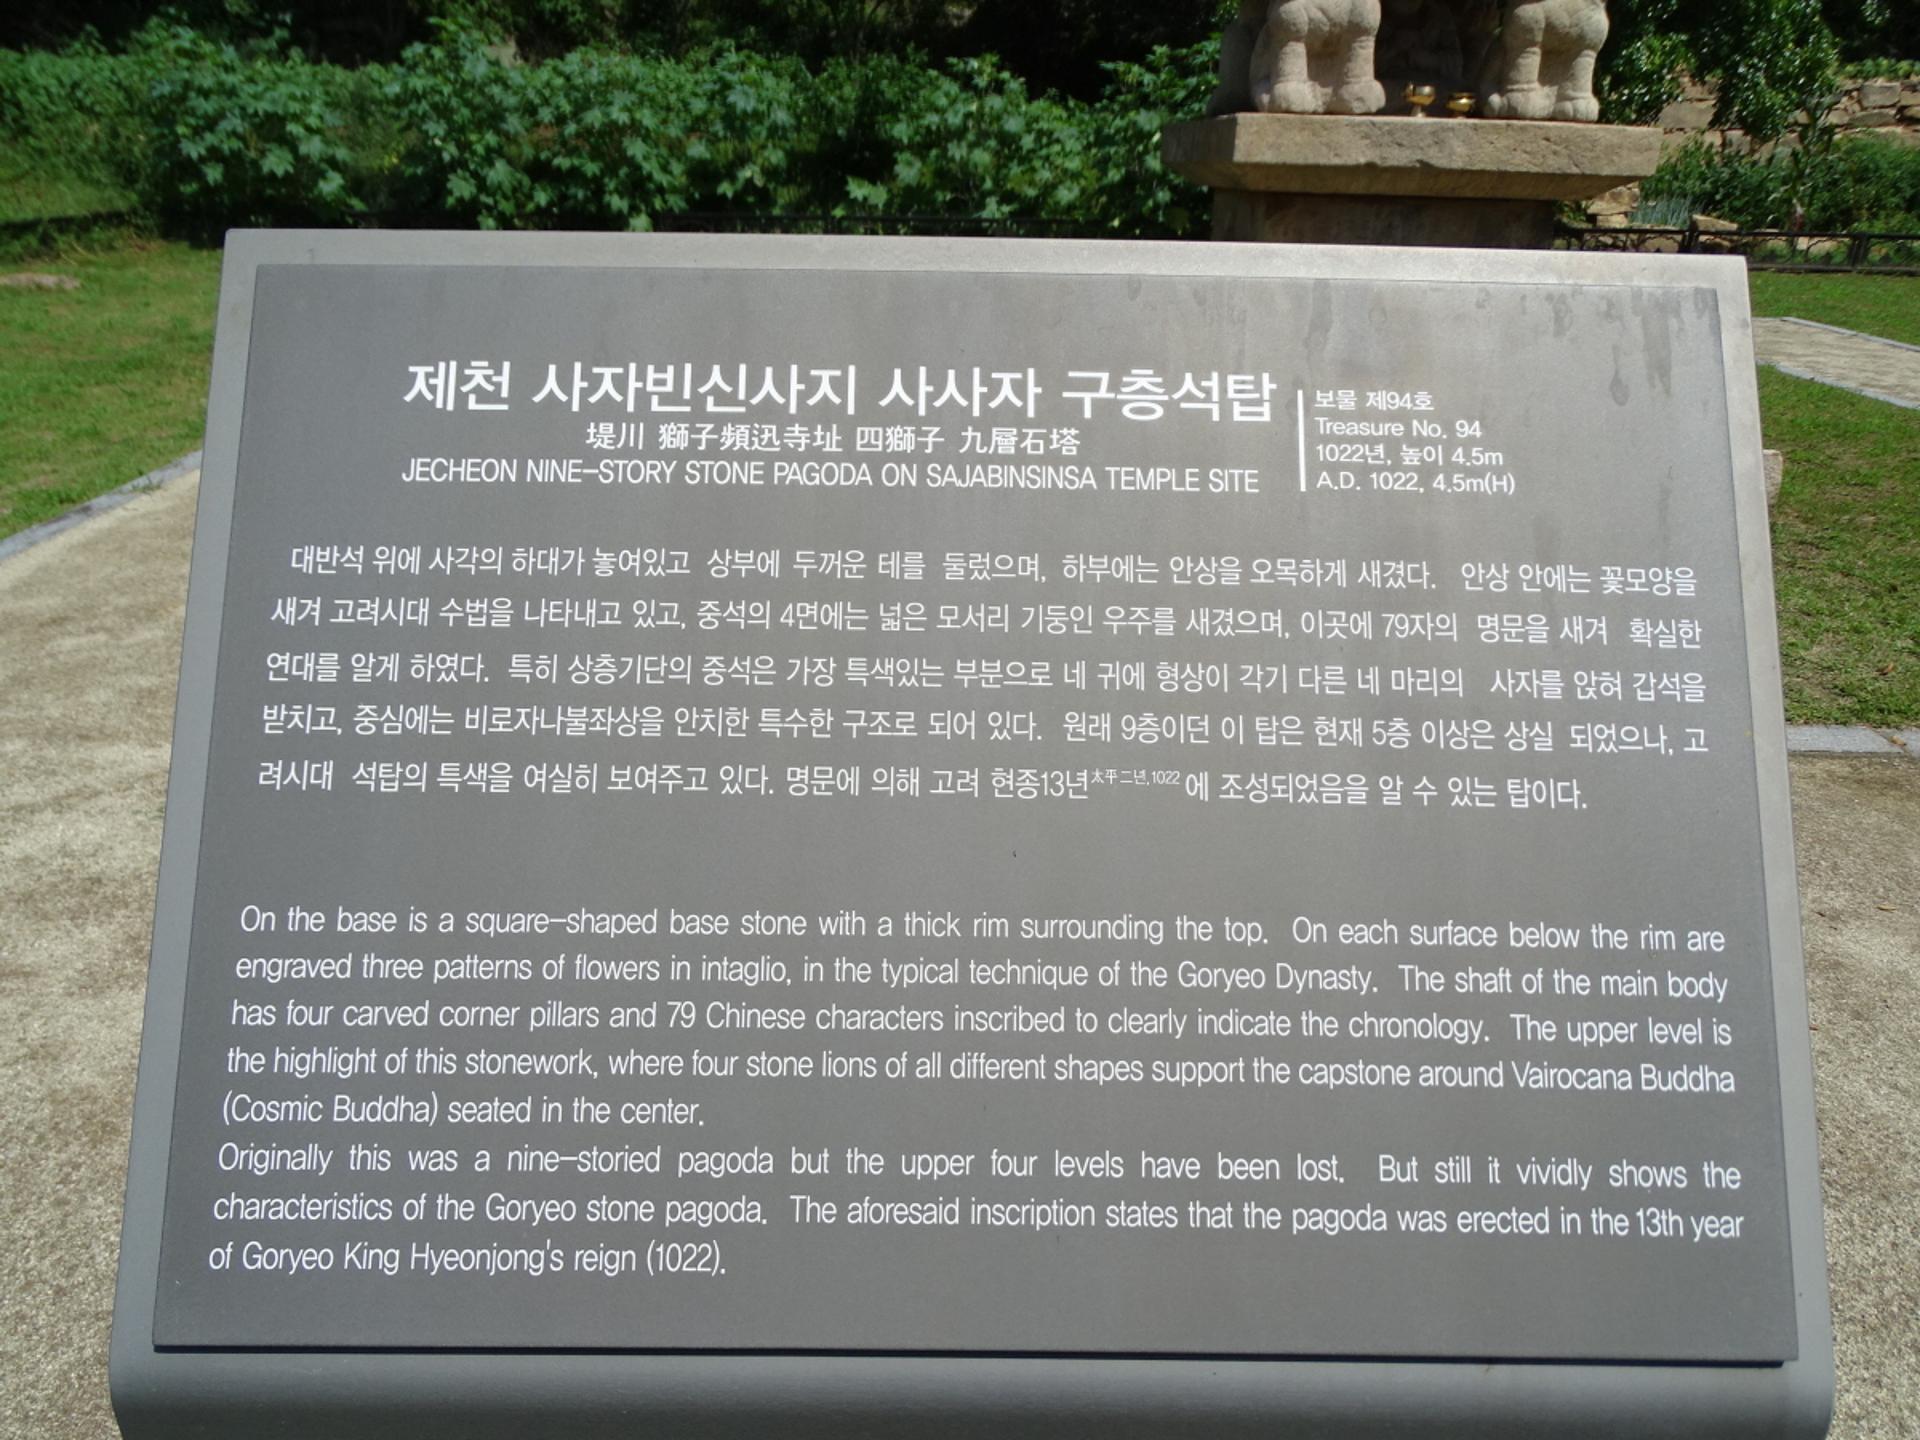 제천 사자빈신사지 사사자 구층석탑
堤川 獅子頻迅寺址 四獅子 九層石塔
JECHEON NINE-STORY STONE PAGODA ON SAJABINSINSA TEMPLE SITE
보물 제94호
Treasure No. 94
1022년, 높이 4.5m
A.D. 1022, 4.5m(H)
대반석 위에 사각의 하대가 놓여있고 상부에 두꺼운 테를 둘렀으며, 하부에는 안상을 오목하게 새겼다. 안상 안에는 꽃모양을
새겨 고려시대 수법을 나타내고 있고, 중석의 4면에는 넓은 모서리 기둥인 우주를 새겼으며, 이곳에 79자의 명문을 새겨 확실한
연대를 알게 하였다. 특히 상층기단의 중석은 가장 특색있는 부분으로 네 귀에 형상이 각기 다른 네 마리의 사자를 앉혀 갑석을
받치고, 중심에는 비로자나불좌상을 안치한 특수한 구조로 되어 있다. 원래 9층이던 이 탑은 현재 5층 이상은 상실 되었으나, 고
려시대 석탑의 특색을 여실히 보여주고 있다. 명문에 의해 고려 현종13년太平二년,1022에 조성되었음을 알 수 있는 탑이다.
On the base is a square-shaped base stone with a thick rim surrounding the top. On each surface below the rim are
engraved three patterns of flowers in intaglio, in the typical technique of the Goryeo Dynasty. The shaft of the main body
has four carved corner pillars and 79 Chinese characters inscribed to clearly indicate the chronology. The upper level is
the highlight of this stonework, where four stone lions of all different shapes support the capstone around Vairocana Buddha
(Cosmic Buddha) seated in the center.
Originally this was a nine-storied pagoda but the upper four levels have been lost. But still it vividly shows the
characteristics of the Goryeo stone pagoda. The aforesaid inscription states that the pagoda was erected in the 13th year
of Goryeo King Hyeonjong's reign (1022).